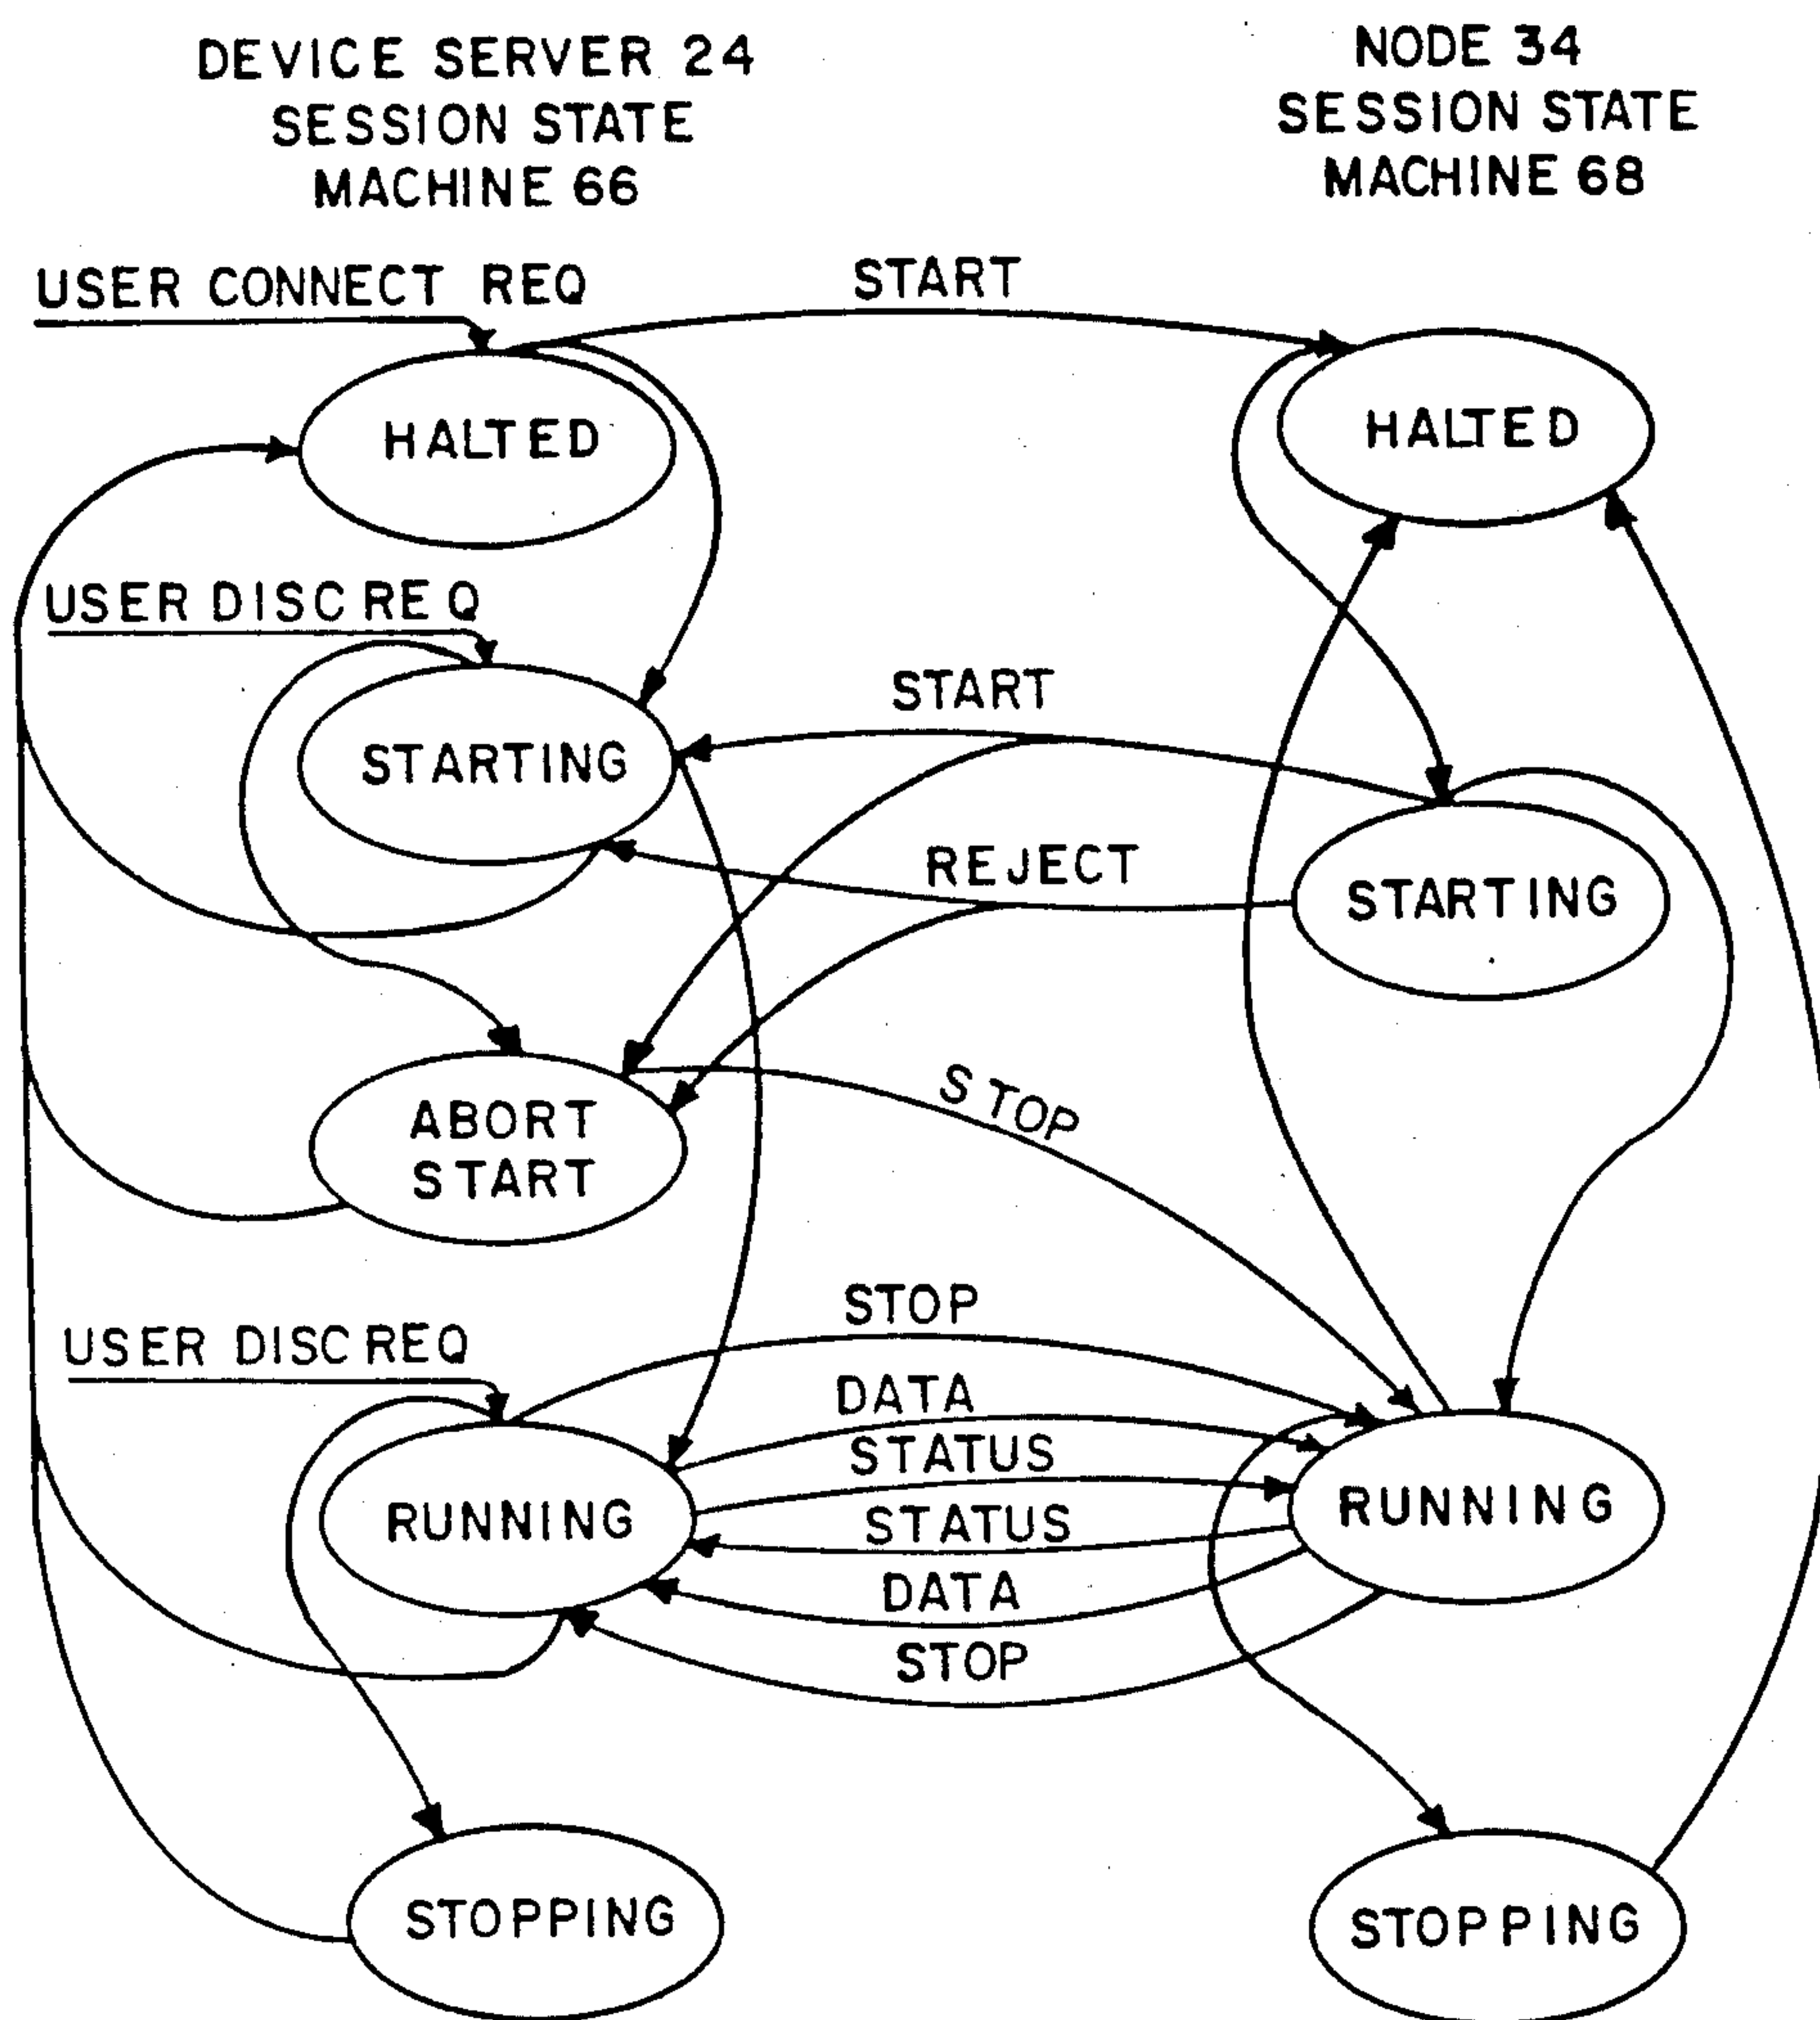 DEVICE SERVER 24
SESSION STATE
MACHINE 66
NODE 34
SESSION STATE
MACHINE 68
USER CONNECT REQ
START
HALTED
HALTED
USER DISC REQ
START
STARTING
REJECT
STARTING
STOP
ABORT
START
STOP
USER DISC REQ
DATA
STATUS
RUNNING
RUNNING
STATUS
DATA
STOP
STOPPING
STOPPING